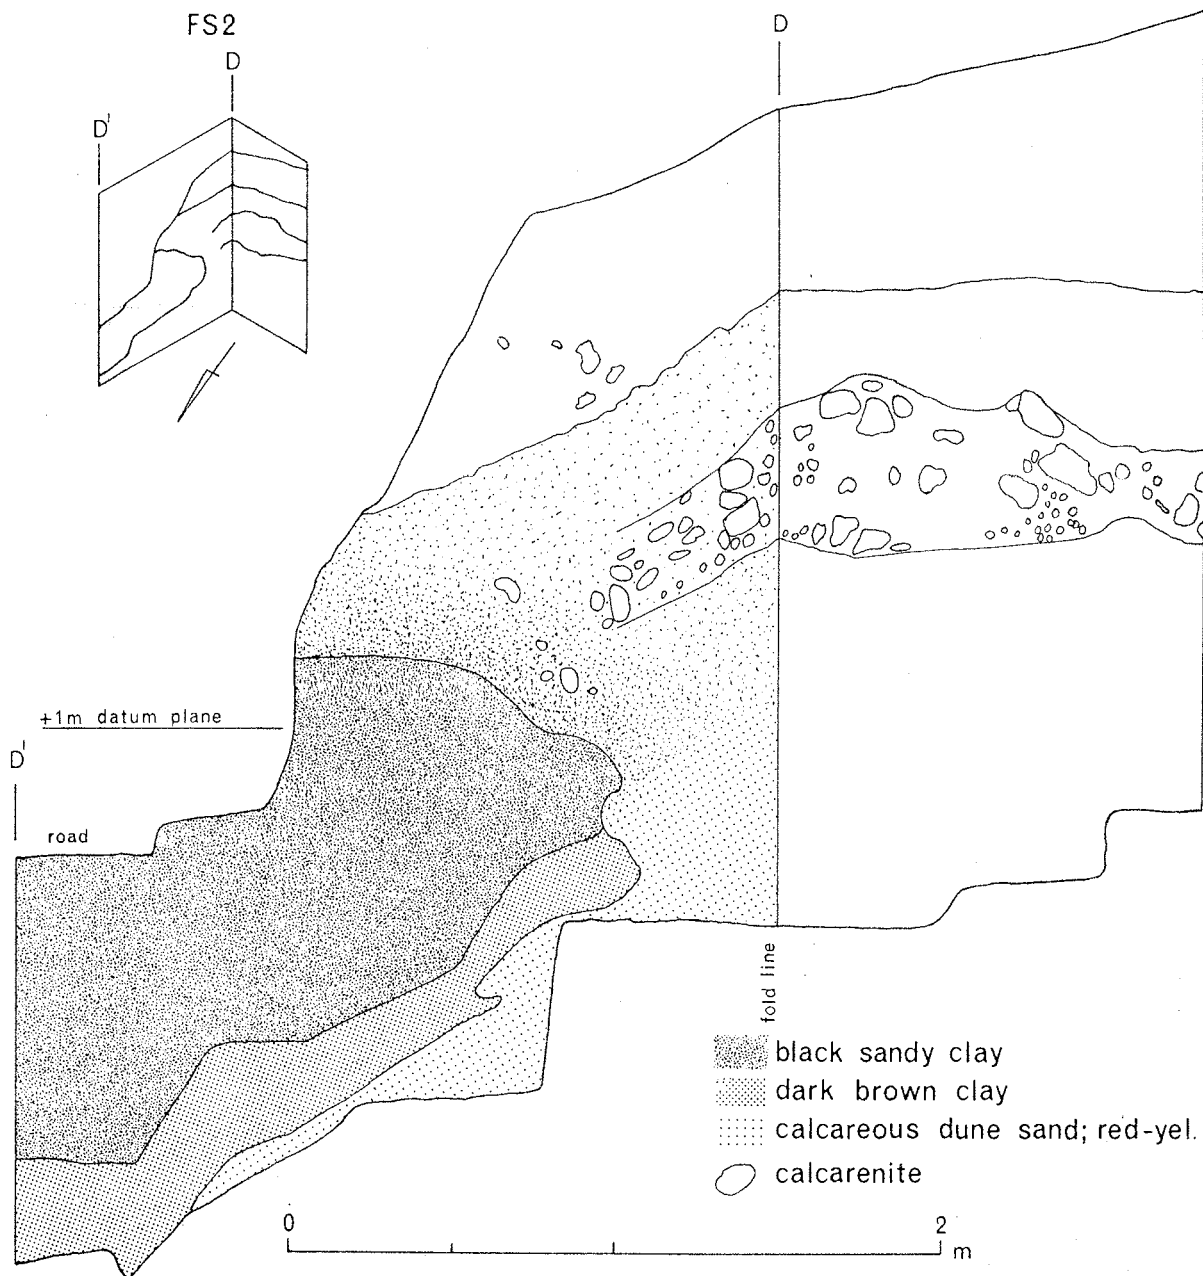 FS2
D
D'
D
+1m datum plane
D'
road
fold line
black sandy clay
dark brown clay
calcareous dune sand; red-yel.
calcarenite
0
2
m